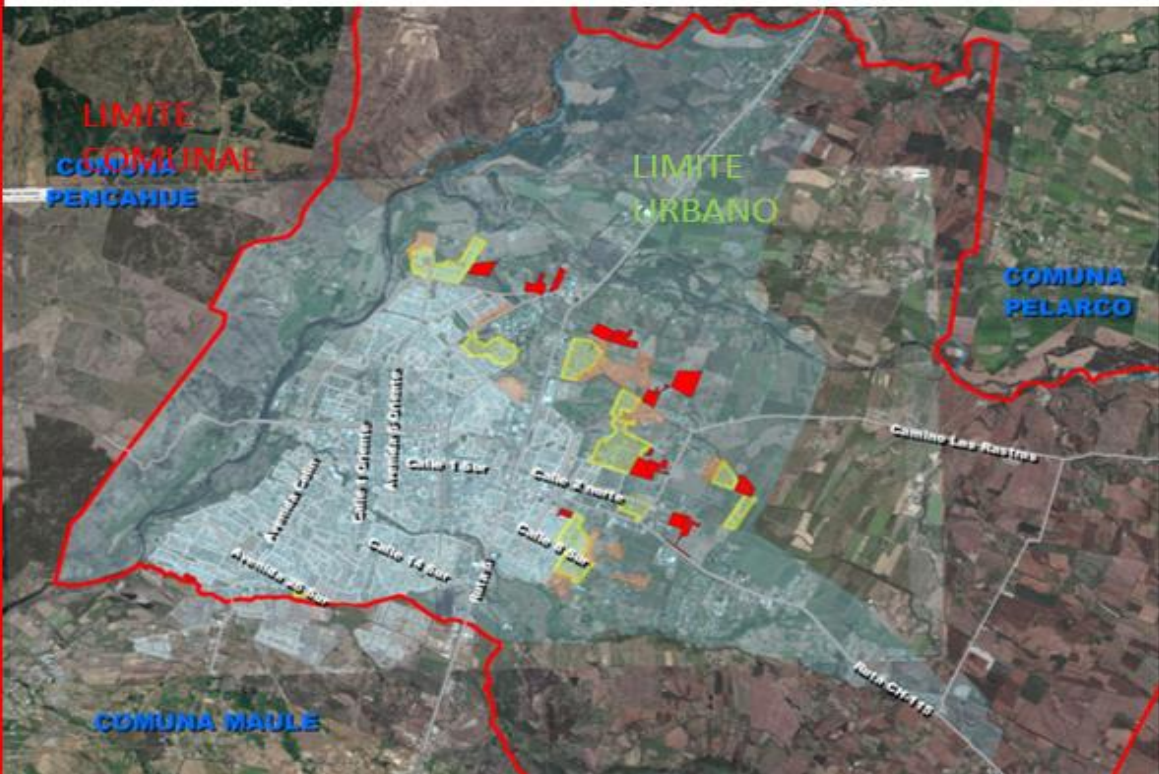 LIMITE
COMUNAL
COMUNA
PENCAHUE
LIMITE
URBANO
COMUNA
PELARCO
Camino Las Rastras
Avenida 5 Oriente
Calle 1 Oriente
Calle 1 Sur
Avenida Colin
Calle 2 Norte
Calle 8 Sur
Calle 14 Sur
Avenida 26 Sur
Ruta 5
Ruta CH-115
COMUNA MAULE